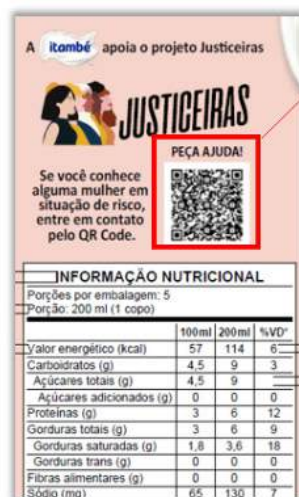 A itambé apoia o projeto Justiceiras
JUSTICEIRAS
PEÇA AJUDA!
Se você conhece
alguma mulher em
situação de risco,
entre em contato
pelo QR Code.
INFORMAÇÃO NUTRICIONAL
Porções por embalagem: 5
Porção: 200 ml (1 copo)
100ml 200ml %VD*
Valor energético (kcal) 57 114 6
Carboidratos (g) 4,5 9 3
Açúcares totais (g) 4,5 9
Açúcares adicionados (g) 0 0 0
Proteínas (g) 3 6 12
Gorduras totais (g) 3 6 9
Gorduras saturadas (g) 1,8 3,6 18
Gorduras trans (g) 0 0 0
Fibras alimentares (g) 0 0 0
Sódio (mg) 65 130 7